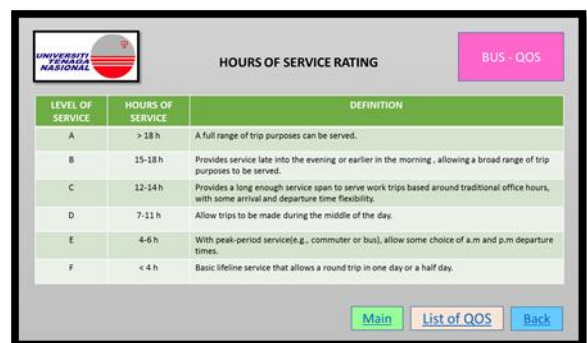 UNIVERSITI
TENAGA
NASIONAL
HOURS OF SERVICE RATING
BUS - QOS
LEVEL OF SERVICE HOURS OF SERVICE DEFINITION
A > 18 h A full range of trip purposes can be served.
B 15-18 h Provides service late into the evening or earlier in the morning , allowing a broad range of trip
purposes to be served.
C 12-14 h Provides a long enough service span to serve work trips based around traditional office hours,
with some arrival and departure time flexibility.
D 7-11 h Allow trips to be made during the middle of the day.
E 4-6 h With peak-period service(e.g., commuter or bus), allow some choice of a.m and p.m departure
times.
F < 4 h Basic lifeline service that allows a round trip in one day or a half day.
Main List of QOS Back